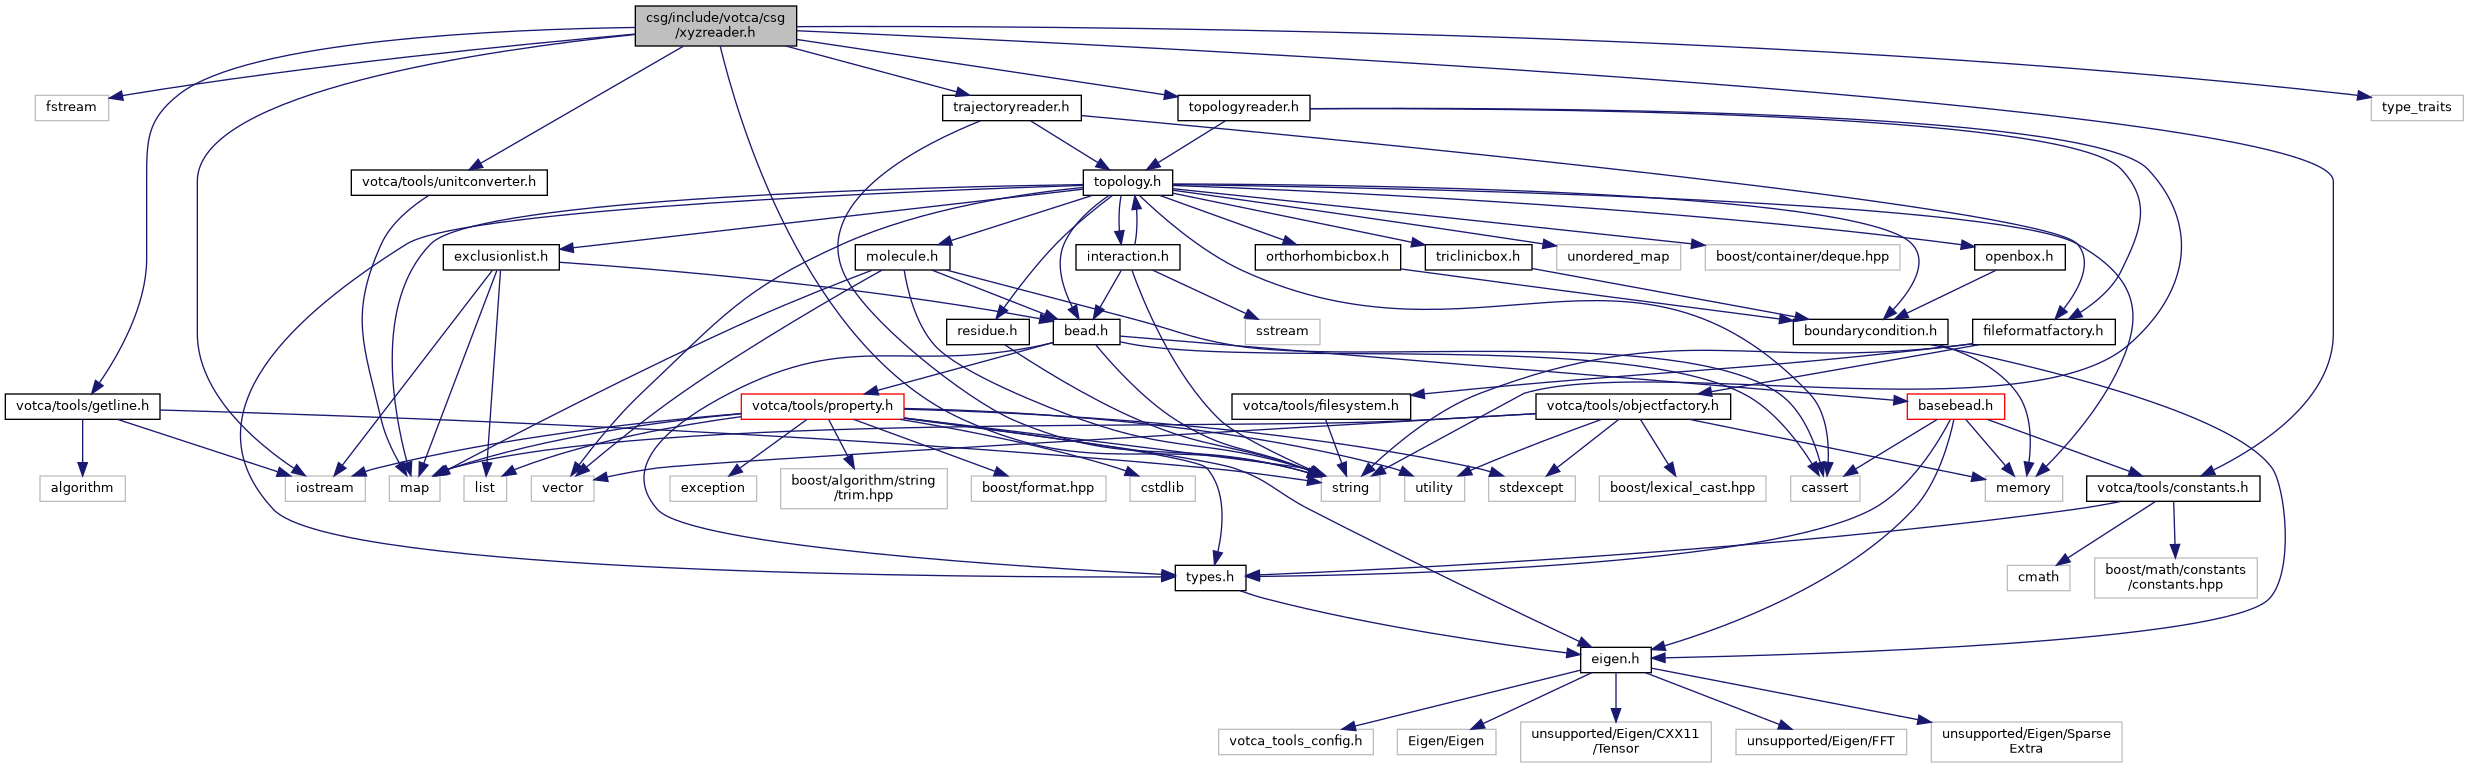 csg/include/votca/csg
/xyzreader.h
fstream
trajectoryreader.h
topologyreader.h
type_traits
votca/tools/unitconverter.h
topology.h
exclusionlist.h
molecule.h
interaction.h
orthorhombicbox.h
triclinicbox.h
unordered_map
boost/container/deque.hpp
openbox.h
residue.h
bead.h
sstream
boundarycondition.h
fileformatfactory.h
votca/tools/getline.h
votca/tools/property.h
votca/tools/filesystem.h
votca/tools/objectfactory.h
basebead.h
algorithm
iostream
map
list
vector
exception
boost/algorithm/string
/trim.hpp
boost/format.hpp
cstdlib
string
utility
stdexcept
boost/lexical_cast.hpp
cassert
memory
votca/tools/constants.h
types.h
cmath
boost/math/constants
/constants.hpp
eigen.h
votca_tools_config.h
Eigen/Eigen
unsupported/Eigen/CXX11
/Tensor
unsupported/Eigen/FFT
unsupported/Eigen/Sparse
Extra